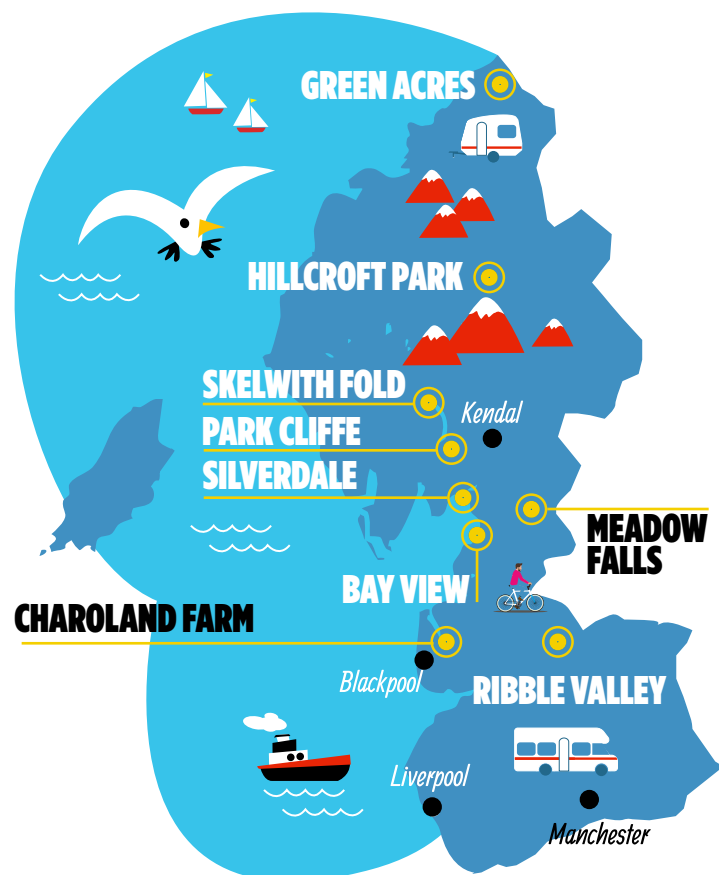 GREEN ACRES
HILLCROFT PARK
SKELWITH FOLD
Kendal
PARK CLIFFE
SILVERDALE
MEADOW
FALLS
BAY VIEW
CHAROLAND FARM
Blackpool
RIBBLE VALLEY
Liverpool
Manchester